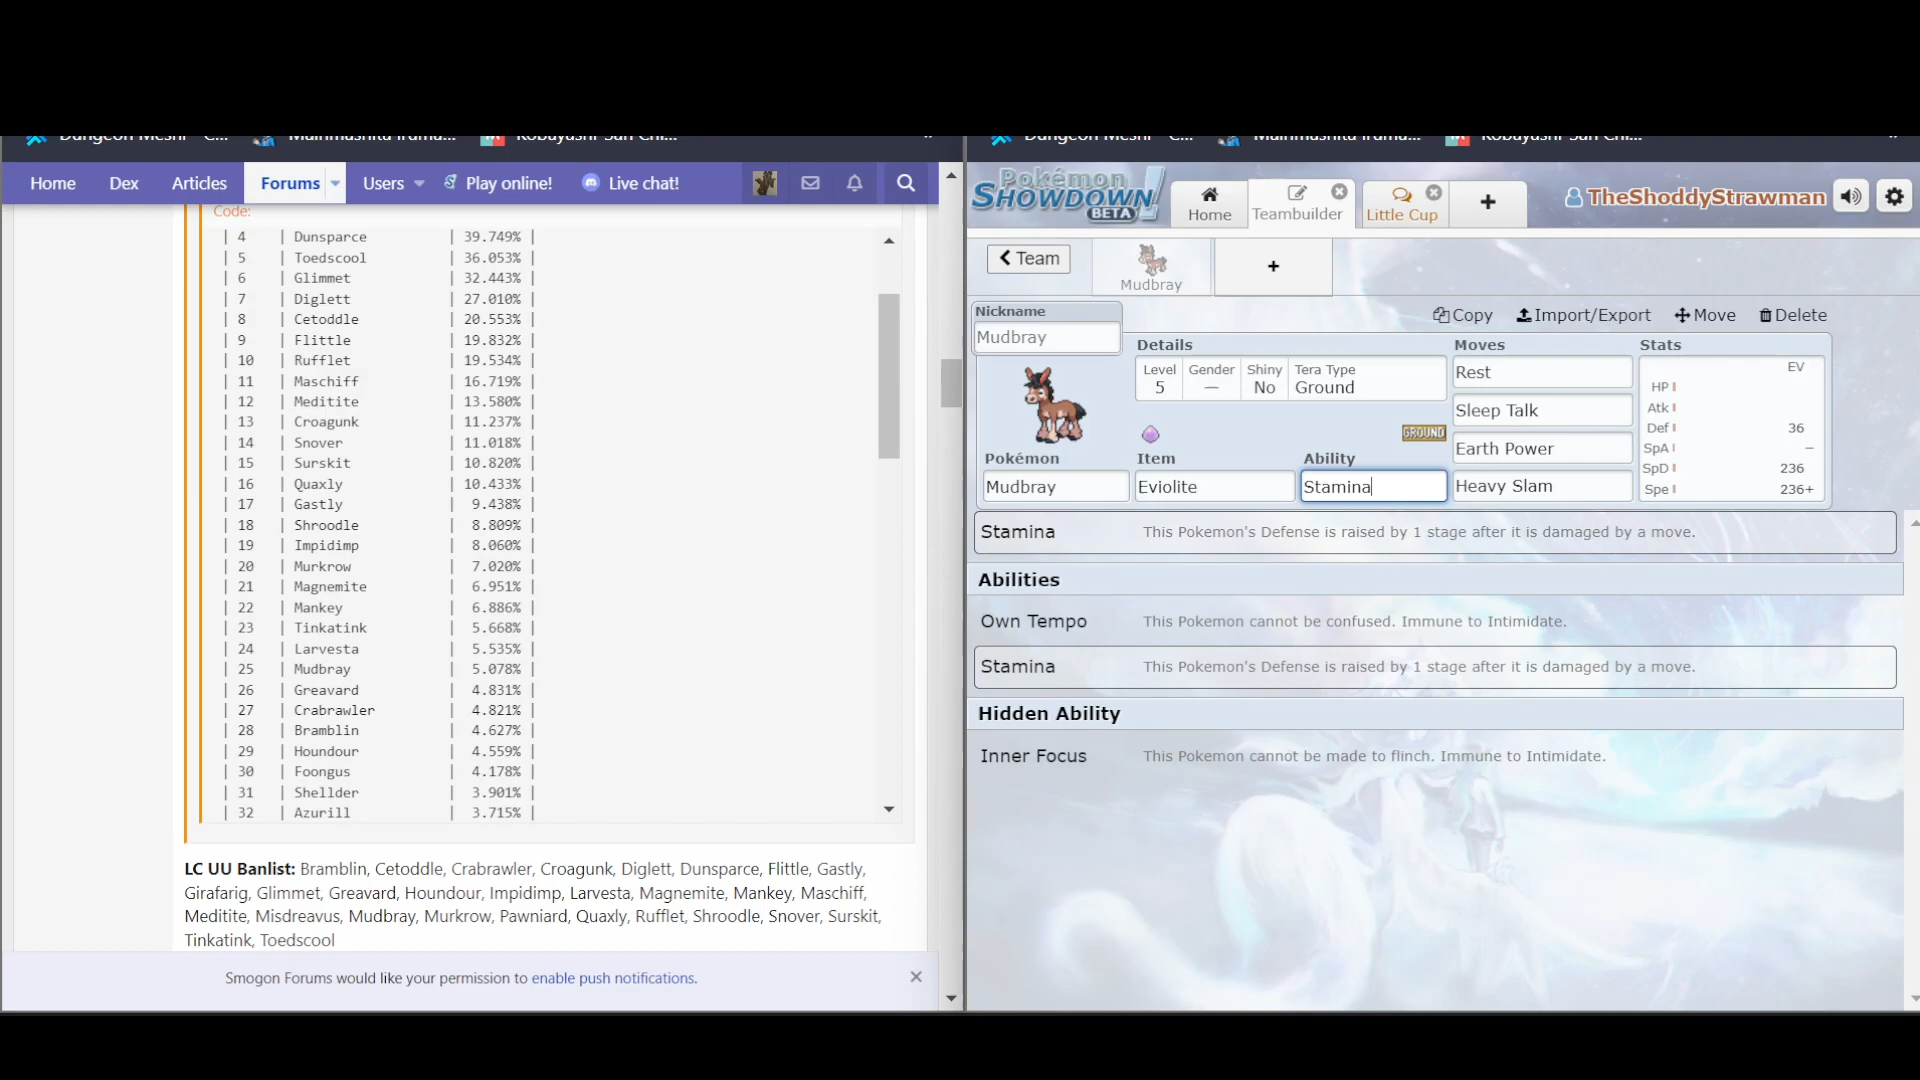 Dungeon Meshi - C...
Kobayashi-San Chi...
Dungeon Meshi - C...
Kobayashi-San Chi...
Home Dex Articles Forums Users Play online! Live chat!
Code:
| 4 | Dunsparce | 39.749% |
| 5 | Toedscool | 36.053% |
| 6 | Glimmet | 32.443% |
| 7 | Diglett | 27.010% |
| 8 | Cetoddle | 20.553% |
| 9 | Flittle | 19.832% |
| 10 | Rufflet | 19.534% |
| 11 | Maschiff | 16.719% |
| 12 | Meditite | 13.580% |
| 13 | Croagunk | 11.237% |
| 14 | Snover | 11.018% |
| 15 | Surskit | 10.820% |
| 16 | Quaxly | 10.433% |
| 17 | Gastly | 9.438% |
| 18 | Shroodle | 8.809% |
| 19 | Impidimp | 8.060% |
| 20 | Murkrow | 7.020% |
| 21 | Magnemite | 6.951% |
| 22 | Mankey | 6.886% |
| 23 | Tinkatink | 5.668% |
| 24 | Larvesta | 5.535% |
| 25 | Mudbray | 5.078% |
| 26 | Greavard | 4.831% |
| 27 | Crabrawler | 4.821% |
| 28 | Bramblin | 4.627% |
| 29 | Houndour | 4.559% |
| 30 | Foongus | 4.178% |
| 31 | Shellder | 3.901% |
| 32 | Azurill | 3.715% |
LC UU Banlist: Bramblin, Cetoddle, Crabrawler, Croagunk, Diglett, Dunsparce, Flittle, Gastly,
Girafarig, Glimmet, Greavard, Houndour, Impidimp, Larvesta, Magnemite, Mankey, Maschiff,
Meditite, Misdreavus, Mudbray, Murkrow, Pawniard, Quaxly, Rufflet, Shroodle, Snover, Surskit,
Tinkatink, Toedscool
Smogon Forums would like your permission to enable push notifications.
Pokémon
SHOWDOWN!
BETA
Home
Teambuilder
Little Cup
+
TheShoddyStrawman
Team
Mudbray
+
Nickname
Mudbray
Copy Import/Export Move Delete
Details
Level Gender Shiny Tera Type
5 — No Ground
GROUND
Pokémon Item Ability
Mudbray Eviolite Stamina
Moves
Rest
Sleep Talk
Earth Power
Heavy Slam
Stats
EV
HP
Atk
Def 36
SpA –
SpD 236
Spe 236+
Stamina This Pokemon's Defense is raised by 1 stage after it is damaged by a move.
Abilities
Own Tempo This Pokemon cannot be confused. Immune to Intimidate.
Stamina This Pokemon's Defense is raised by 1 stage after it is damaged by a move.
Hidden Ability
Inner Focus This Pokemon cannot be made to flinch. Immune to Intimidate.